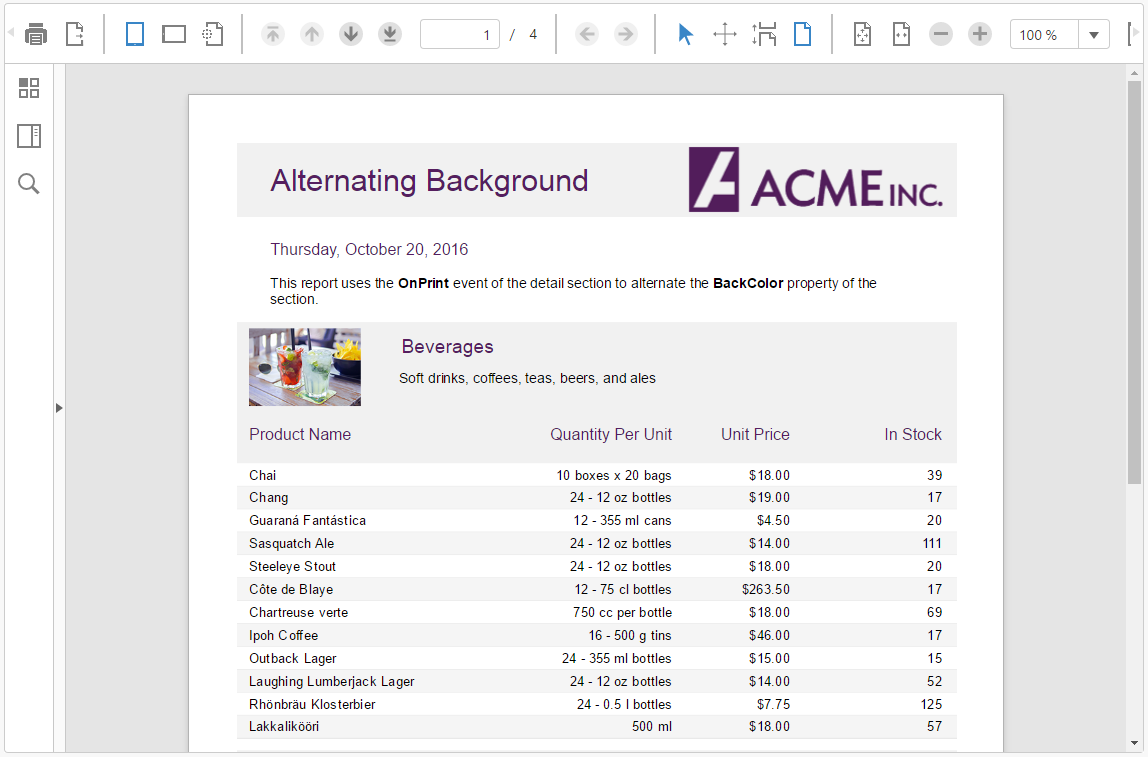 1 / 4 100 %
Alternating Background ACME INC.
Thursday, October 20, 2016
This report uses the OnPrint event of the detail section to alternate the BackColor property of the
section.
Beverages
Soft drinks, coffees, teas, beers, and ales
Product Name Quantity Per Unit Unit Price In Stock
Chai 10 boxes x 20 bags $18.00 39
Chang 24 - 12 oz bottles $19.00 17
Guaraná Fantástica 12 - 355 ml cans $4.50 20
Sasquatch Ale 24 - 12 oz bottles $14.00 111
Steeleye Stout 24 - 12 oz bottles $18.00 20
Côte de Blaye 12 - 75 cl bottles $263.50 17
Chartreuse verte 750 cc per bottle $18.00 69
Ipoh Coffee 16 - 500 g tins $46.00 17
Outback Lager 24 - 355 ml bottles $15.00 15
Laughing Lumberjack Lager 24 - 12 oz bottles $14.00 52
Rhönbräu Klosterbier 24 - 0.5 l bottles $7.75 125
Lakkalikööri 500 ml $18.00 57